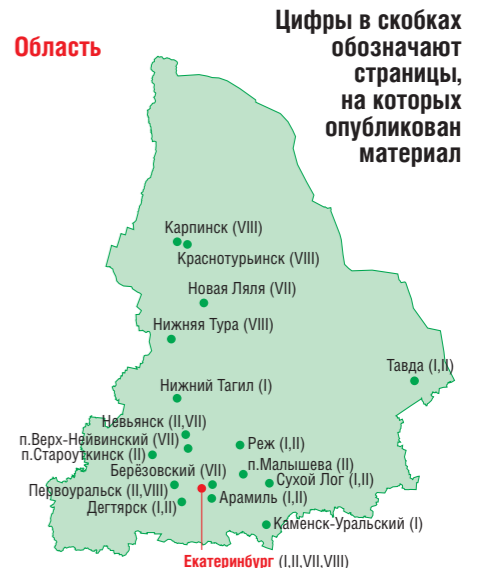 Область
Цифры в скобках
обозначают
страницы,
на которых
опубликован
материал
Карпинск (VIII)
Краснотурьинск (VIII)
Новая Ляля (VII)
Нижняя Тура (VIII)
Тавда (I,II)
Нижний Тагил (I)
Невьянск (II,VII)
п.Верх-Нейвинский (VII)
Реж (I,II)
п.Староуткинск (II)
п.Малышева (II)
Берёзовский (VII)
Сухой Лог (I,II)
Первоуральск (II,VIII)
Арамиль (I,II)
Дегтярск (I,II)
Каменск-Уральский (I)
Екатеринбург (I,II,VII,VIII)